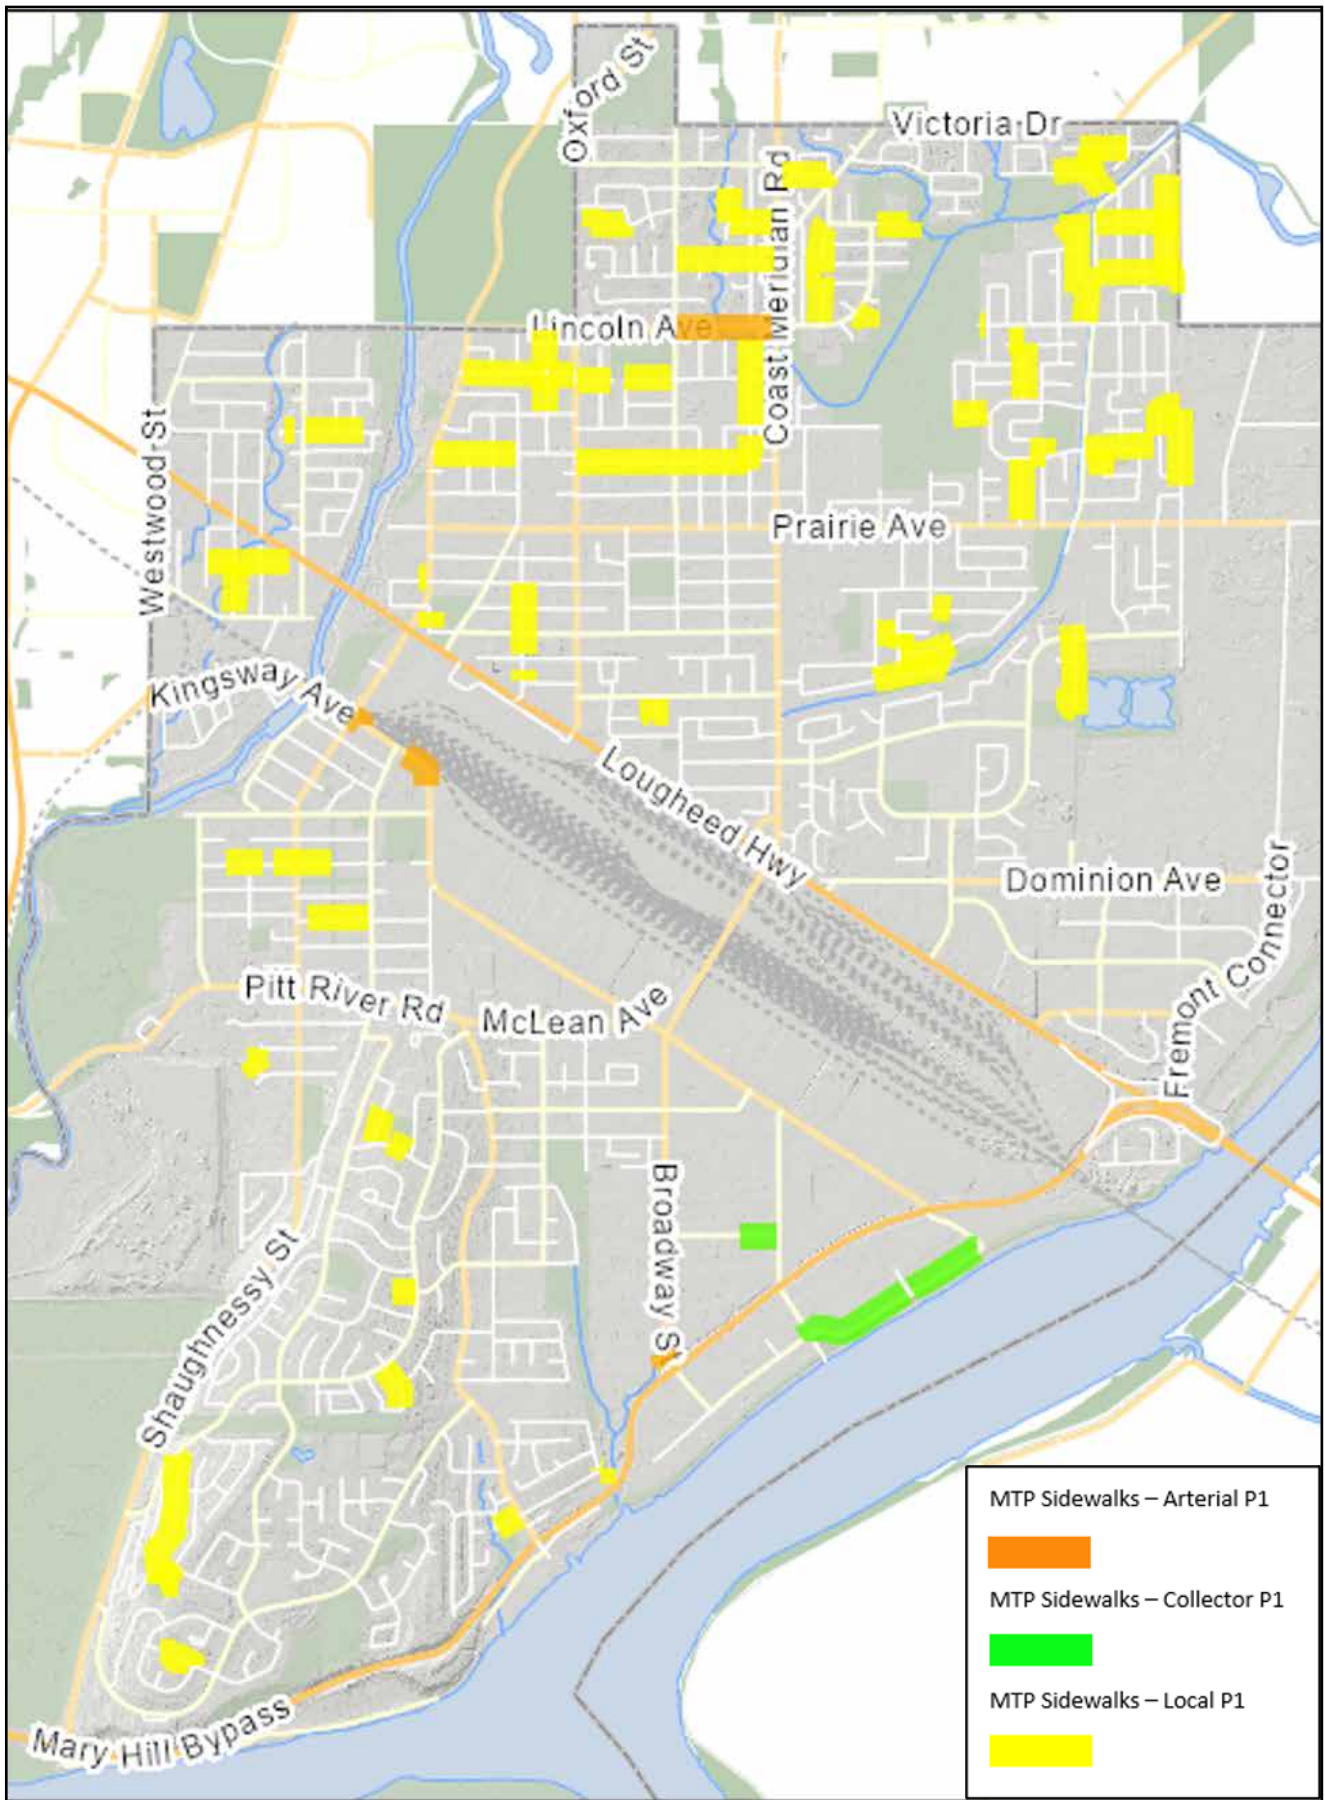 Oxford St
Victoria Dr
Coast Meridian Rd
Lincoln Ave
Westwood St
Prairie Ave
Kingsway Ave
Lougheed Hwy
Dominion Ave
Fremont Connector
Pitt River Rd
McLean Ave
Broadway St
Shaughnessy St
Mary Hill Bypass
MTP Sidewalks – Arterial P1
MTP Sidewalks – Collector P1
MTP Sidewalks – Local P1